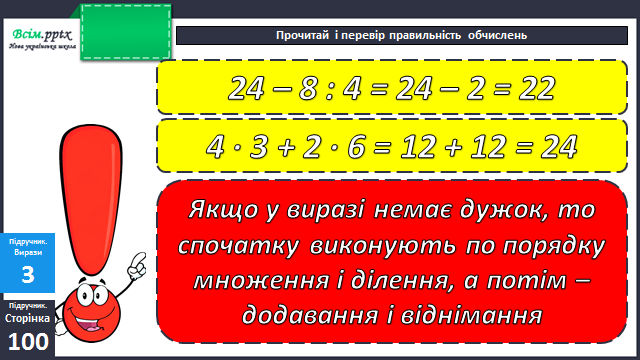 Всім.pptx
Нова українська школа
Прочитай і перевір правильність обчислень
24 – 8 : 4 = 24 – 2 = 22
4 · 3 + 2 · 6 = 12 + 12 = 24
Якщо у виразі немає дужок, то
спочатку виконують по порядку
множення і ділення, а потім –
додавання і віднімання
Підручник.
Вирази
3
Підручник.
Сторінка
100